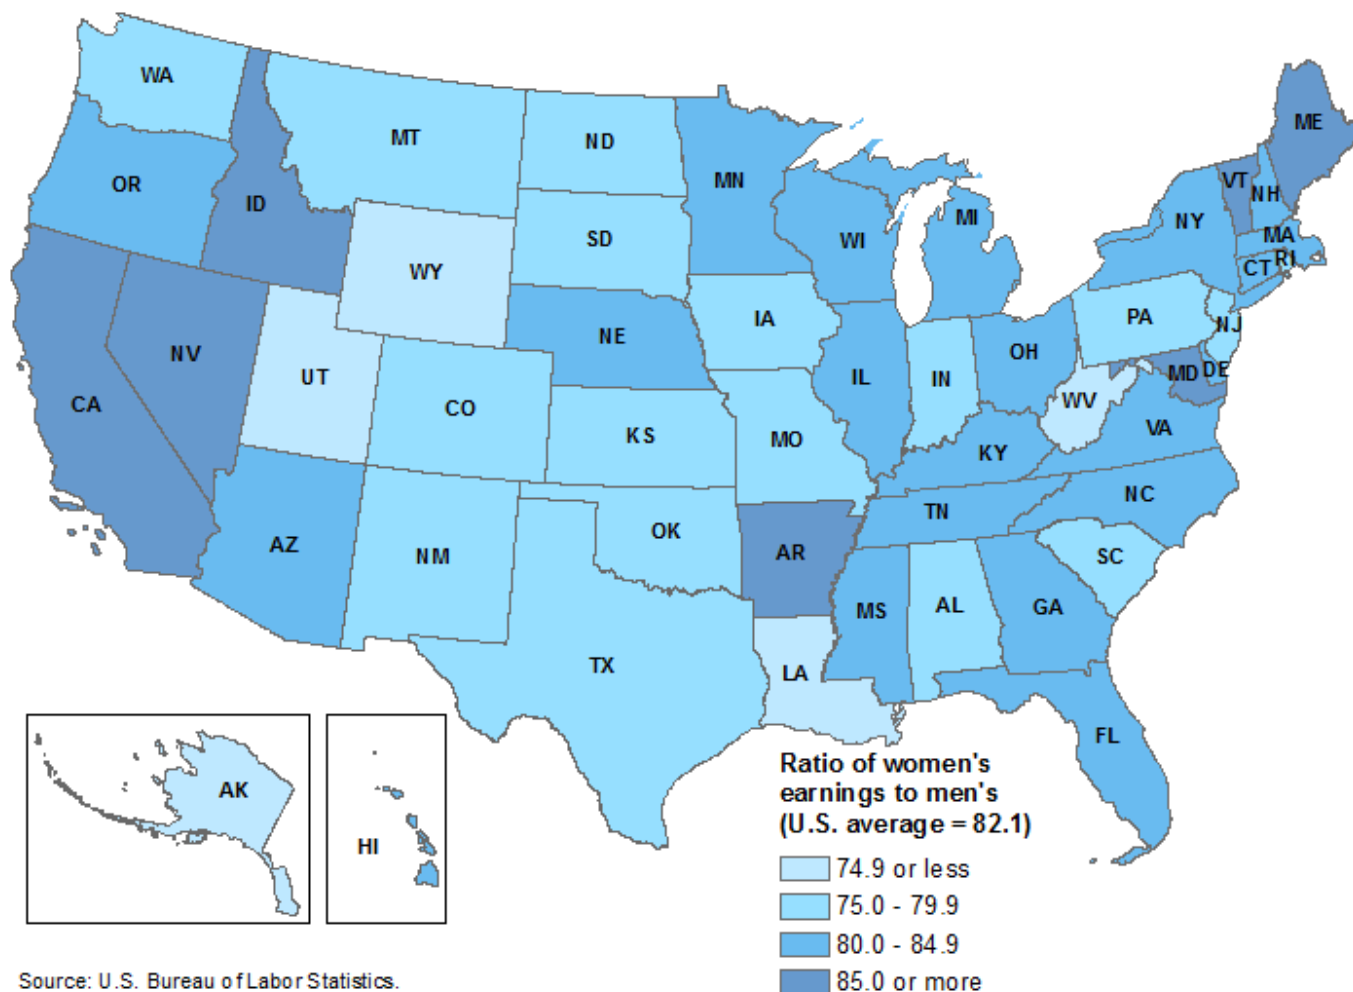 WA
MT
ND
MN
ME
OR
ID
SD
WI
MI
VT
NH
NY
MA
CT
RI
WY
IA
NE
PA
NJ
NV
UT
CO
IL
IN
OH
MD
DE
WV
CA
KS
MO
KY
VA
NC
TN
AZ
NM
OK
AR
SC
MS
AL
GA
TX
LA
FL
AK
HI
Ratio of women's
earnings to men's
(U.S. average = 82.1)
74.9 or less
75.0 - 79.9
80.0 - 84.9
85.0 or more
Source: U.S. Bureau of Labor Statistics.